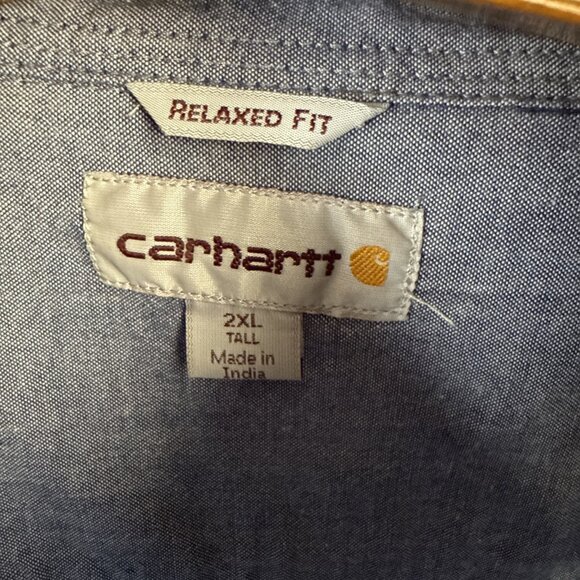 RELAXED FIT
carhartt
2XL
TALL
Made in
India